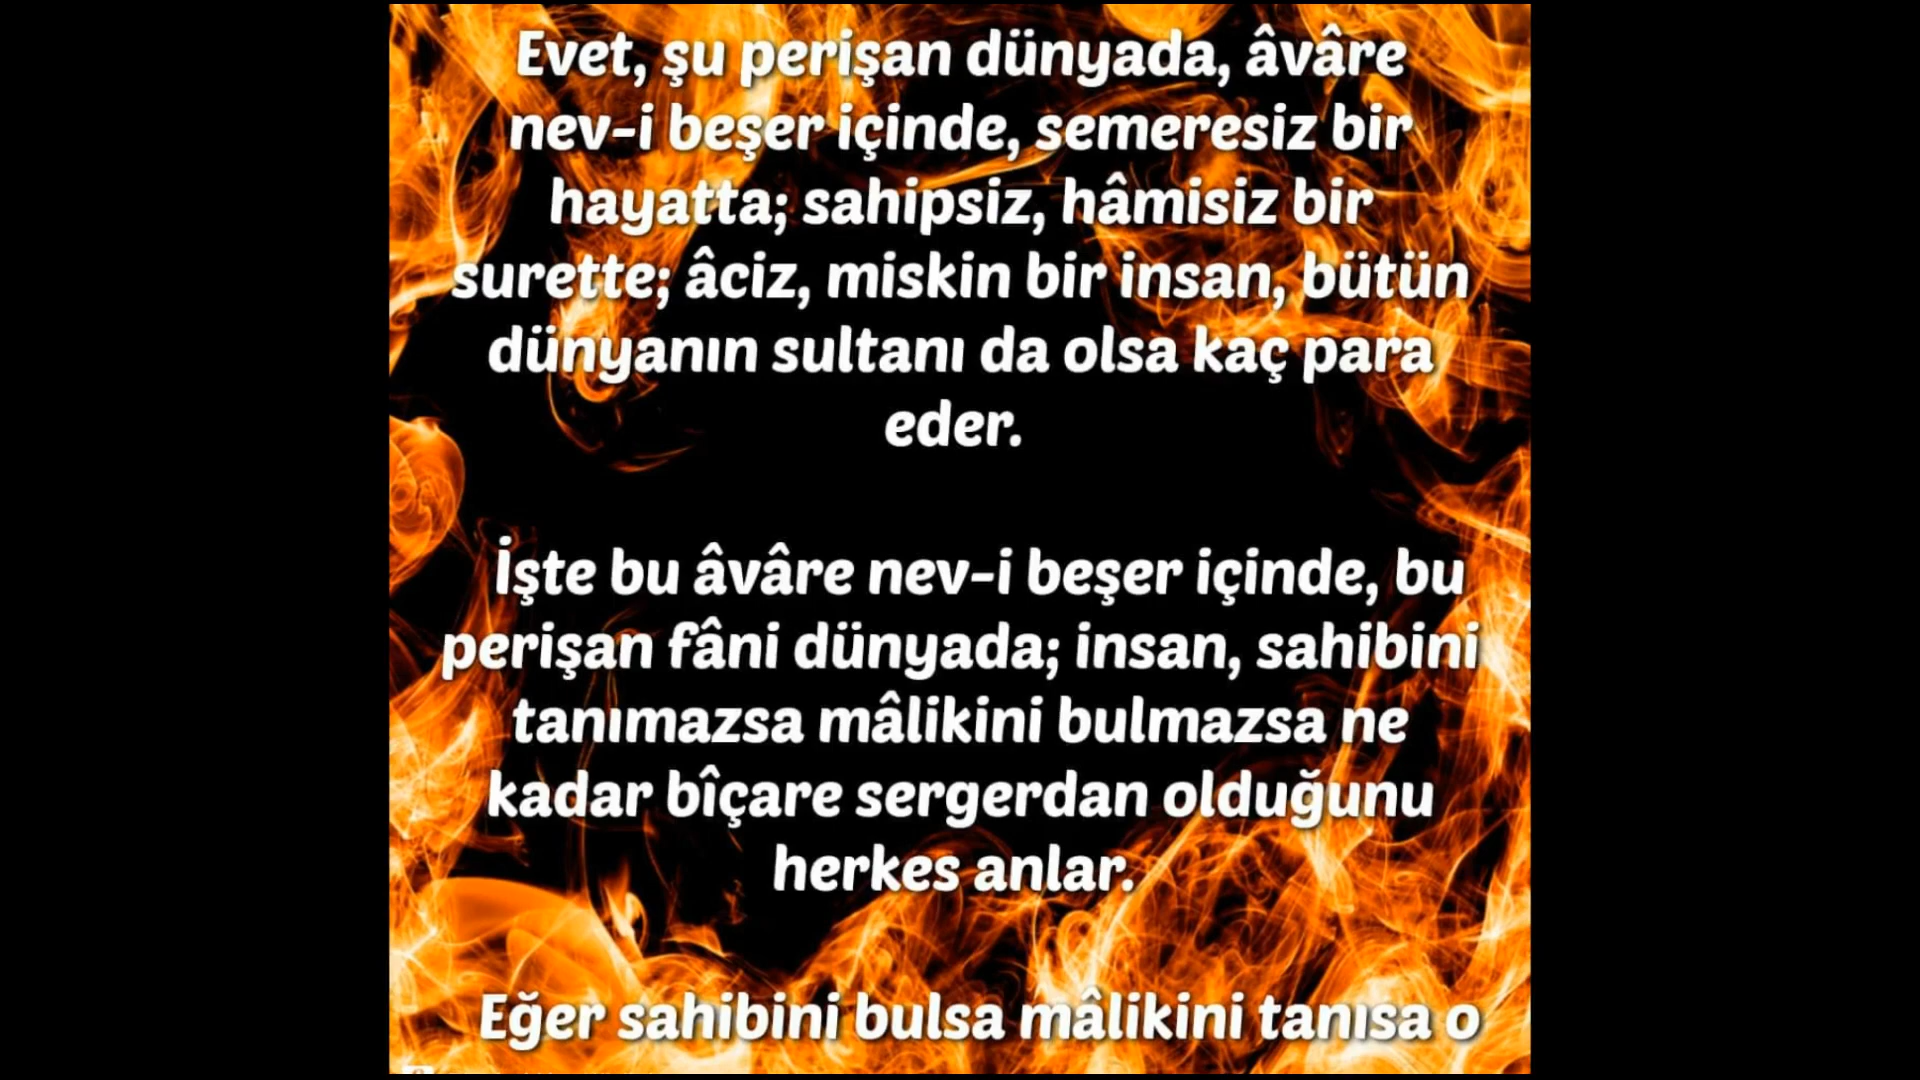 Evet, şu perişan dünyada, âvâre
nev-i beşer içinde, semeresiz bir
hayatta; sahipsiz, hâmisiz bir
surette; âciz, miskin bir insan, bütün
dünyanın sultanı da olsa kaç para
eder.
İşte bu âvâre nev-i beşer içinde, bu
perişan fâni dünyada; insan, sahibini
tanımazsa mâlikini bulmazsa ne
kadar bîçare sergerdan olduğunu
herkes anlar.
Eğer sahibini bulsa mâlikini tanısa o